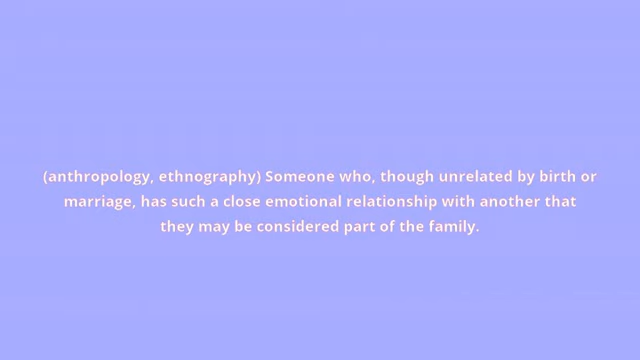 (anthropology, ethnography) Someone who, though unrelated by birth or
marriage, has such a close emotional relationship with another that
they may be considered part of the family.